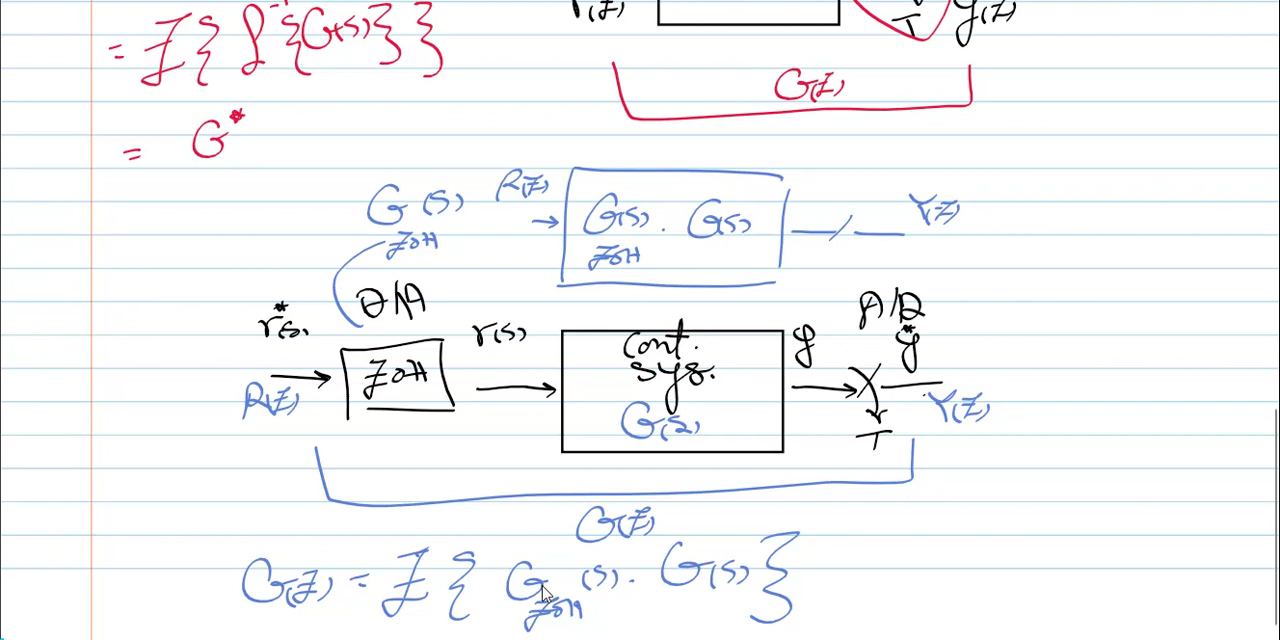 r(z) T y(z)
= Z{ L⁻¹{G(s)} }
G(z)
= G*
G(s) ZOH R(z) → G(s) ZOH . G(s) Y(z)
D/A A/D
r*(s) r(s) cont. y y*
ZOH sys.
R(z) G(s) Y(z)
T
G(z)
G(z) = Z{ G ZOH (s) . G(s) }